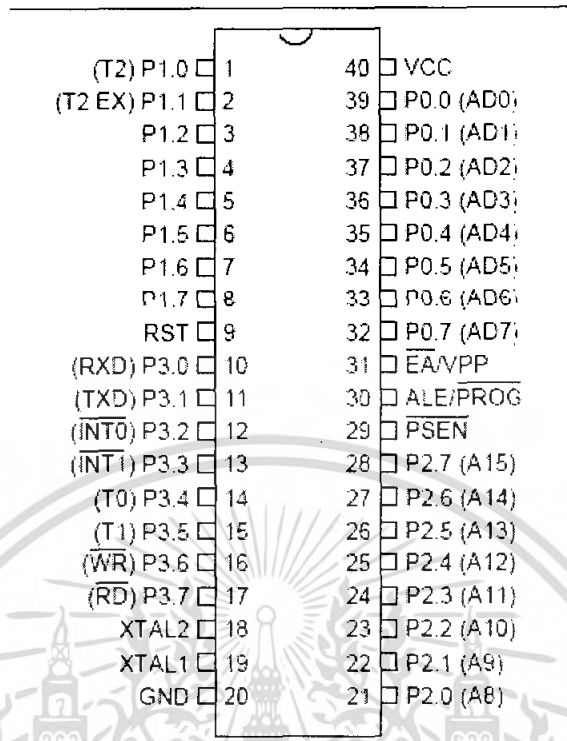 (T2) P1.0 1 40 VCC
(T2 EX) P1.1 2 39 P0.0 (AD0)
P1.2 3 38 P0.1 (AD1)
P1.3 4 37 P0.2 (AD2)
P1.4 5 36 P0.3 (AD3)
P1.5 6 35 P0.4 (AD4)
P1.6 7 34 P0.5 (AD5)
P1.7 8 33 P0.6 (AD6)
RST 9 32 P0.7 (AD7)
(RXD) P3.0 10 31 E̅A̅/VPP
(TXD) P3.1 11 30 ALE/P̅R̅O̅G̅
(I̅N̅T̅0̅) P3.2 12 29 P̅S̅E̅N̅
(I̅N̅T̅1̅) P3.3 13 28 P2.7 (A15)
(T0) P3.4 14 27 P2.6 (A14)
(T1) P3.5 15 26 P2.5 (A13)
(W̅R̅) P3.6 16 25 P2.4 (A12)
(R̅D̅) P3.7 17 24 P2.3 (A11)
XTAL2 18 23 P2.2 (A10)
XTAL1 19 22 P2.1 (A9)
GND 20 21 P2.0 (A8)